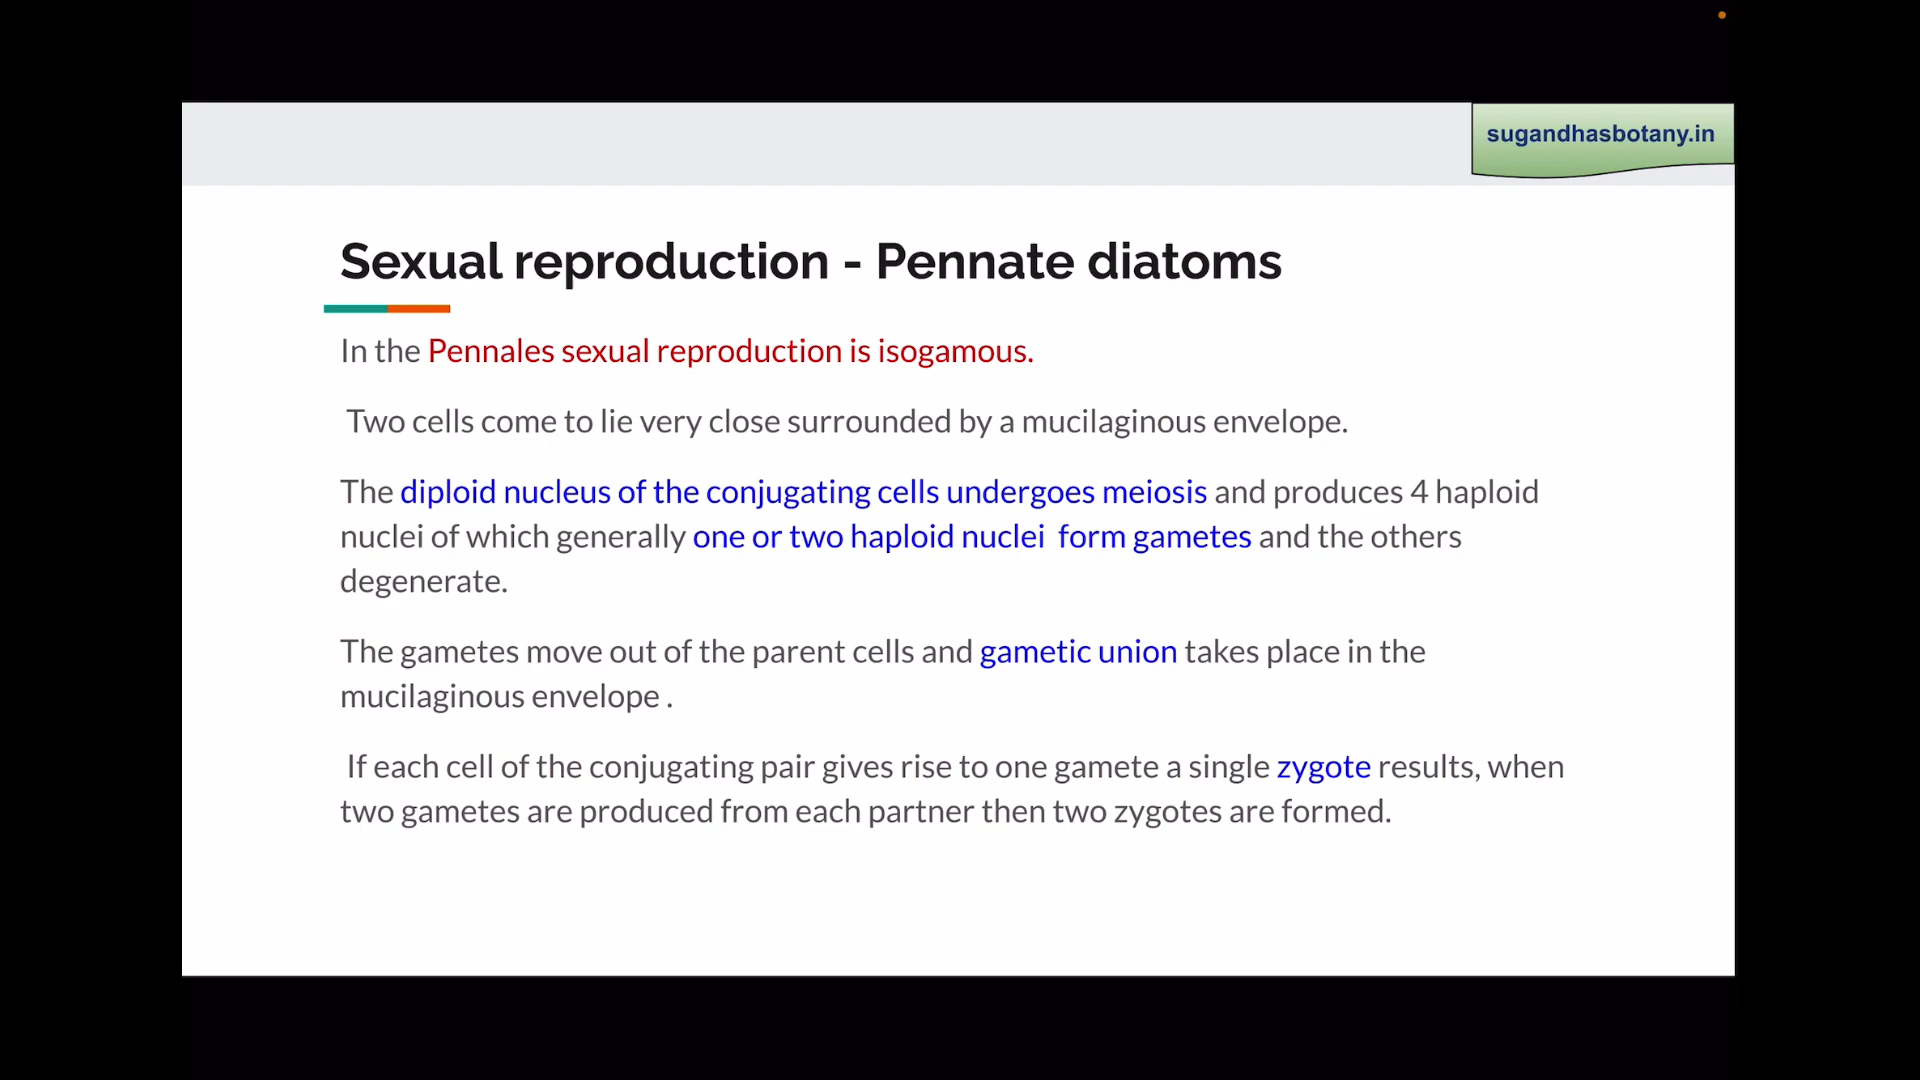 sugandhasbotany.in
Sexual reproduction - Pennate diatoms
In the Pennales sexual reproduction is isogamous.
Two cells come to lie very close surrounded by a mucilaginous envelope.
The diploid nucleus of the conjugating cells undergoes meiosis and produces 4 haploid
nuclei of which generally one or two haploid nuclei form gametes and the others
degenerate.
The gametes move out of the parent cells and gametic union takes place in the
mucilaginous envelope .
If each cell of the conjugating pair gives rise to one gamete a single zygote results, when
two gametes are produced from each partner then two zygotes are formed.